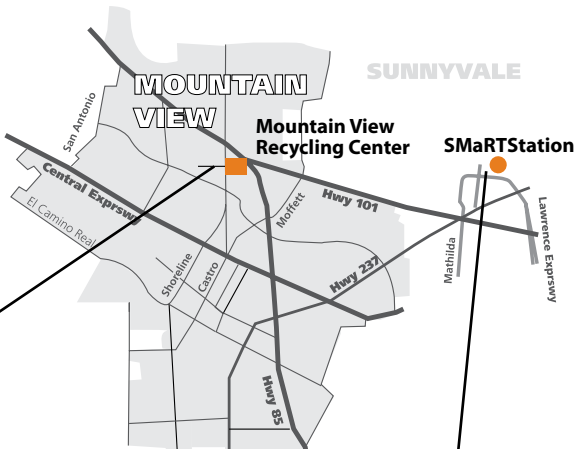 MOUNTAIN
VIEW
SUNNYVALE
Mountain View
Recycling Center
SMaRTStation
San Antonio
Central Exprswy
El Camino Real
Shoreline
Castro
Moffett
Hwy 101
Hwy 237
Hwy 85
Mathilda
Lawrence Exprswy